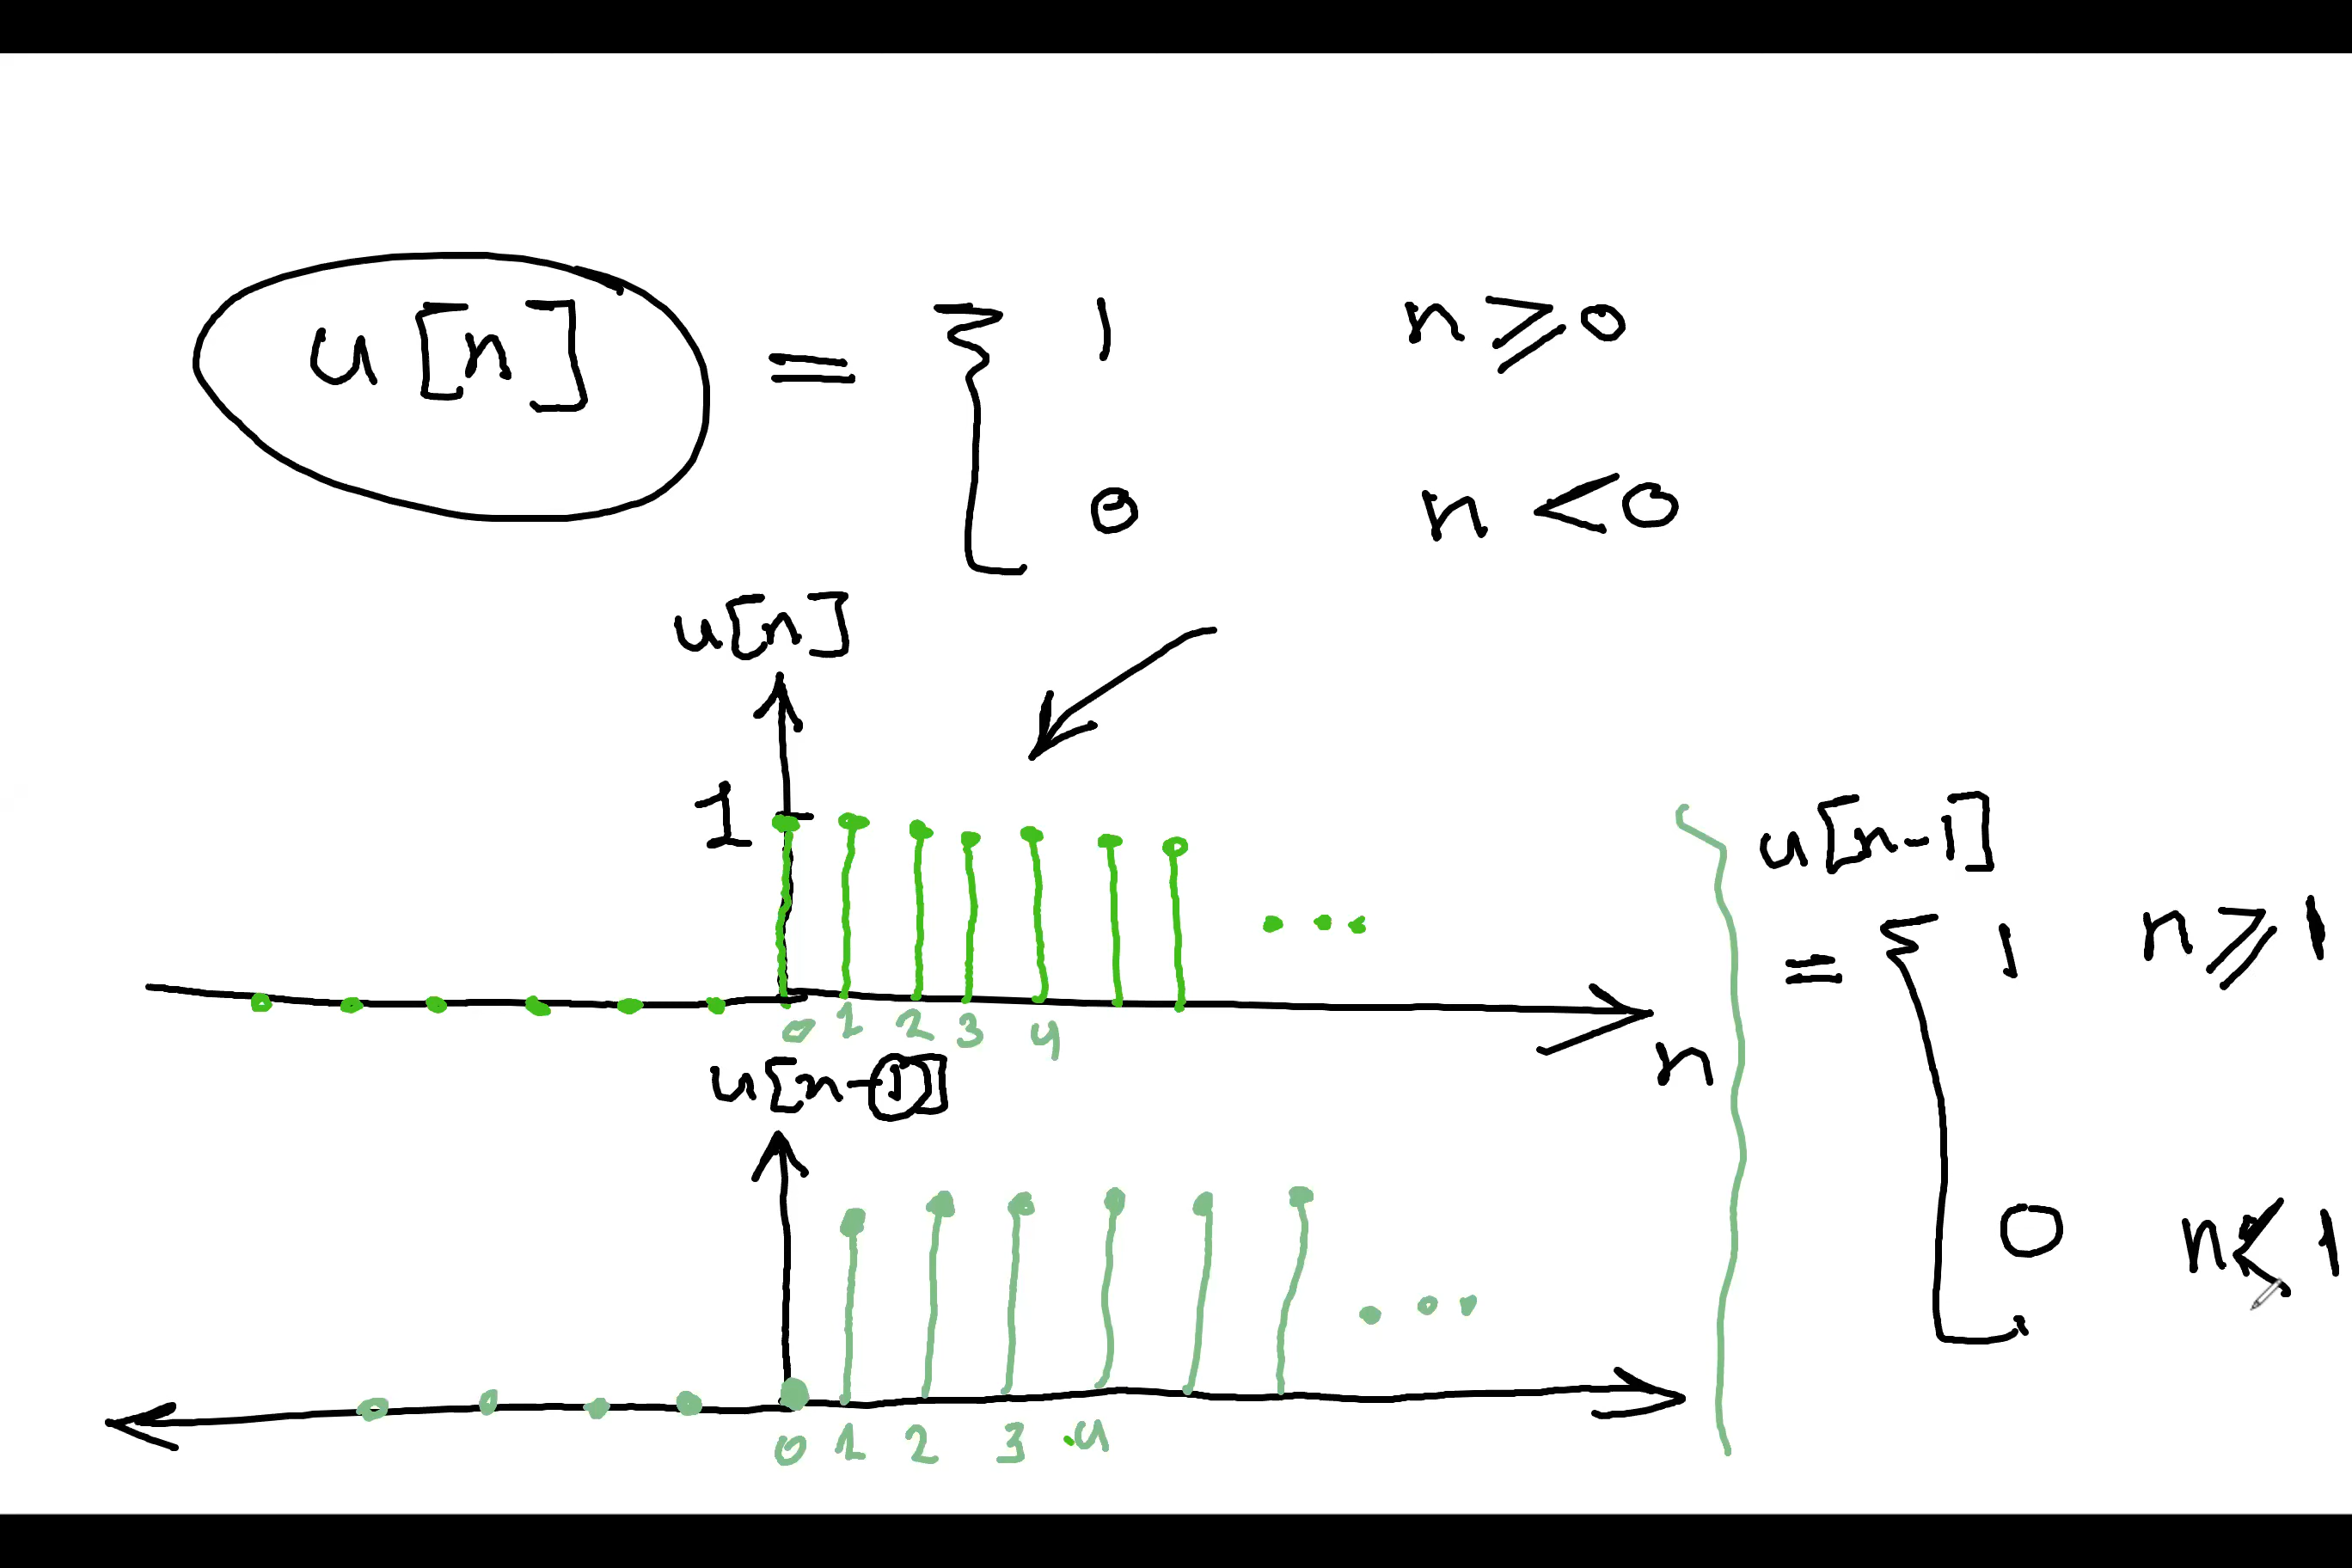 u[n] = { 1 n ⩾ 0
0 n < 0
u[n]
1
0 1 2 3 4
n
u[n-1]
0 1 2 3 4
u[n-1]
= { 1 n ⩾ 1
0 n < 1